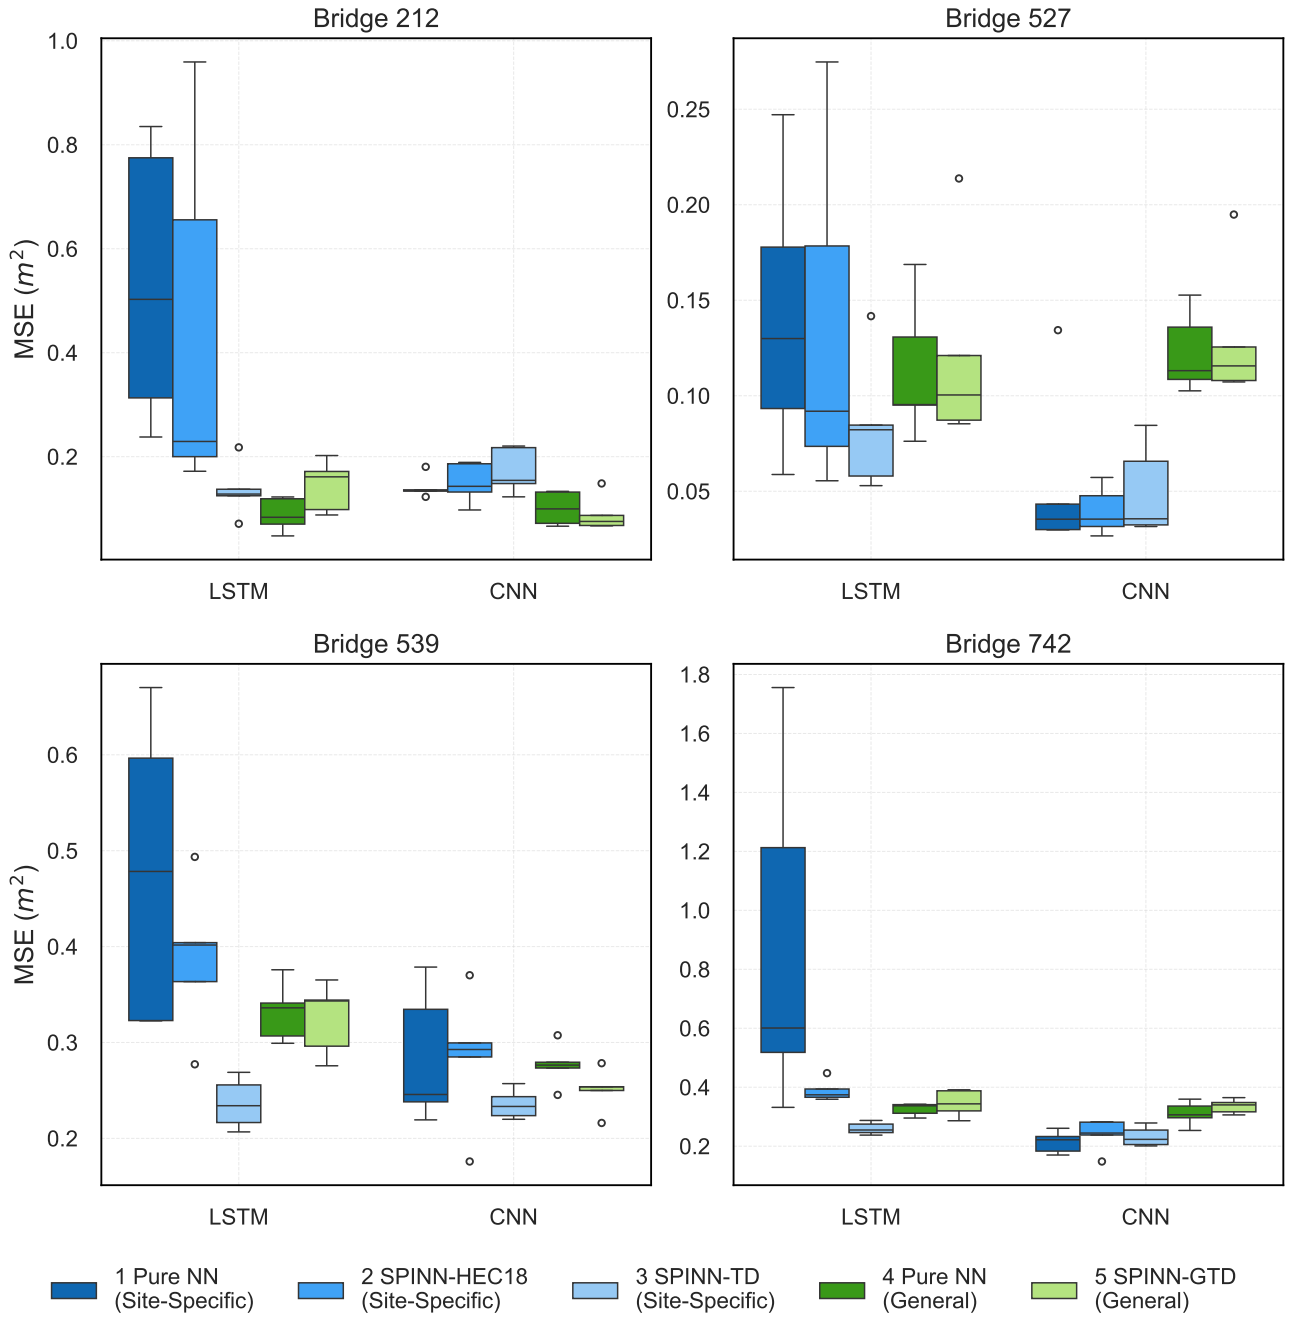 Bridge 212
Bridge 527
MSE (m²)
1.0
0.8
0.6
0.4
0.2
0.25
0.20
0.15
0.10
0.05
LSTM
CNN
LSTM
CNN
Bridge 539
Bridge 742
MSE (m²)
0.6
0.5
0.4
0.3
0.2
1.8
1.6
1.4
1.2
1.0
0.8
0.6
0.4
0.2
LSTM
CNN
LSTM
CNN
1 Pure NN
(Site-Specific)
2 SPINN-HEC18
(Site-Specific)
3 SPINN-TD
(Site-Specific)
4 Pure NN
(General)
5 SPINN-GTD
(General)